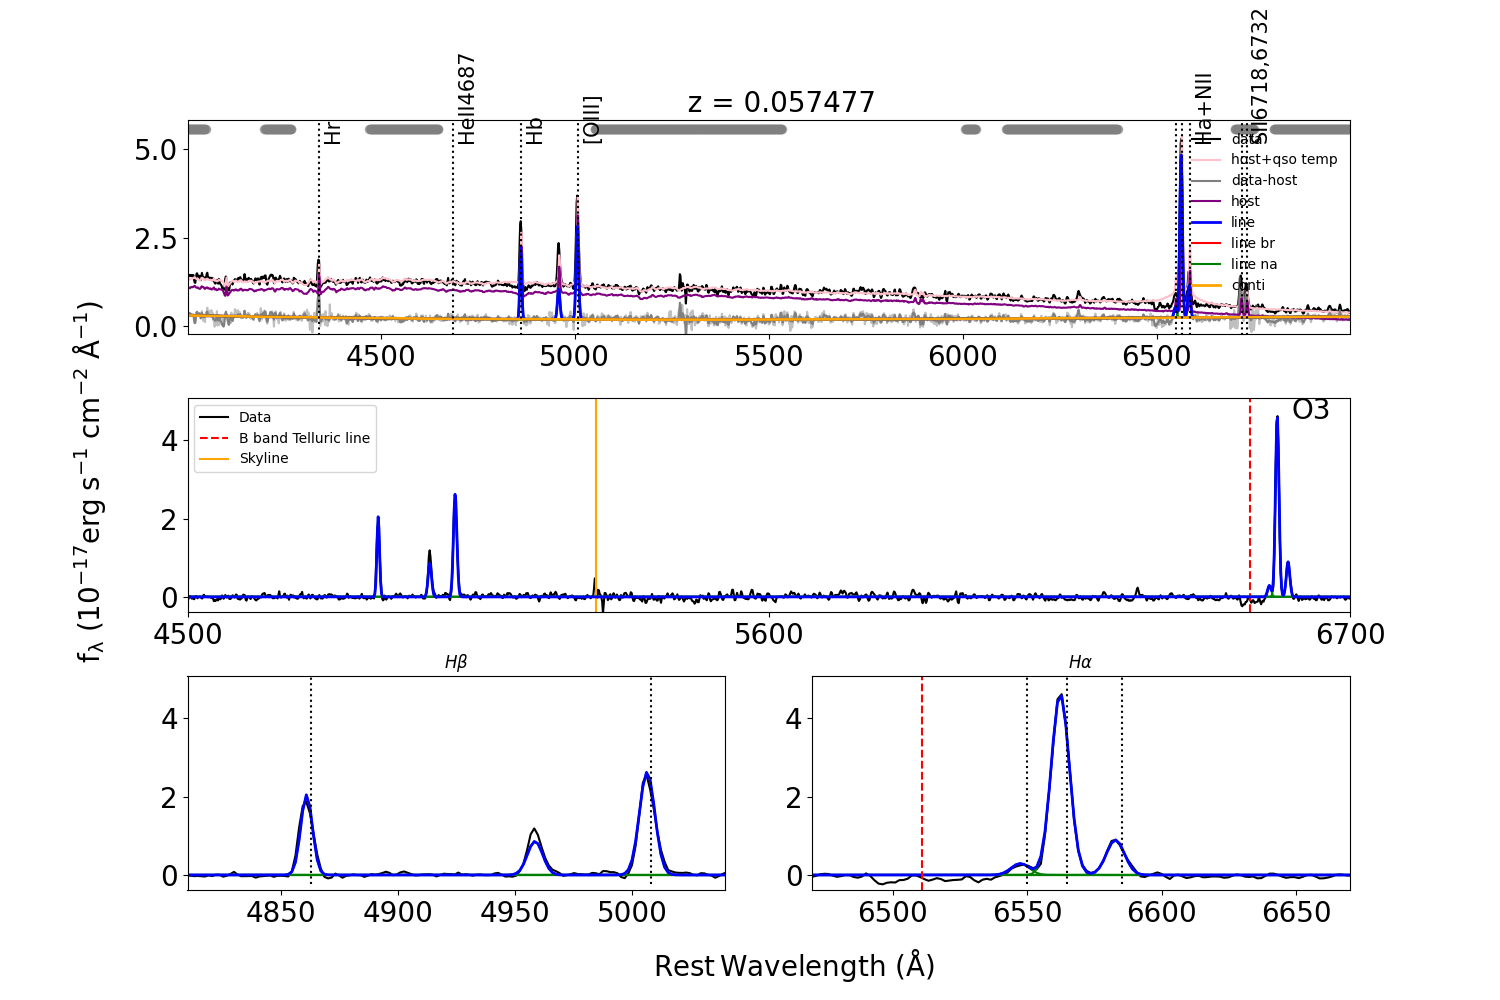 z = 0.057477
Hr
HeII4687
Hb
[OIII]
Ha+NII
SII6718,6732
5.0
2.5
0.0
data
host+qso temp
data-host
host
line
line br
line na
conti
4500 5000 5500 6000 6500
4
2
0
Data
B band Telluric line
Skyline
O3
4500 5600 6700
fλ (10⁻¹⁷erg s⁻¹ cm⁻² Å⁻¹)
Hβ
4
2
0
4850 4900 4950 5000
Hα
4
2
0
6500 6550 6600 6650
Rest Wavelength (Å)